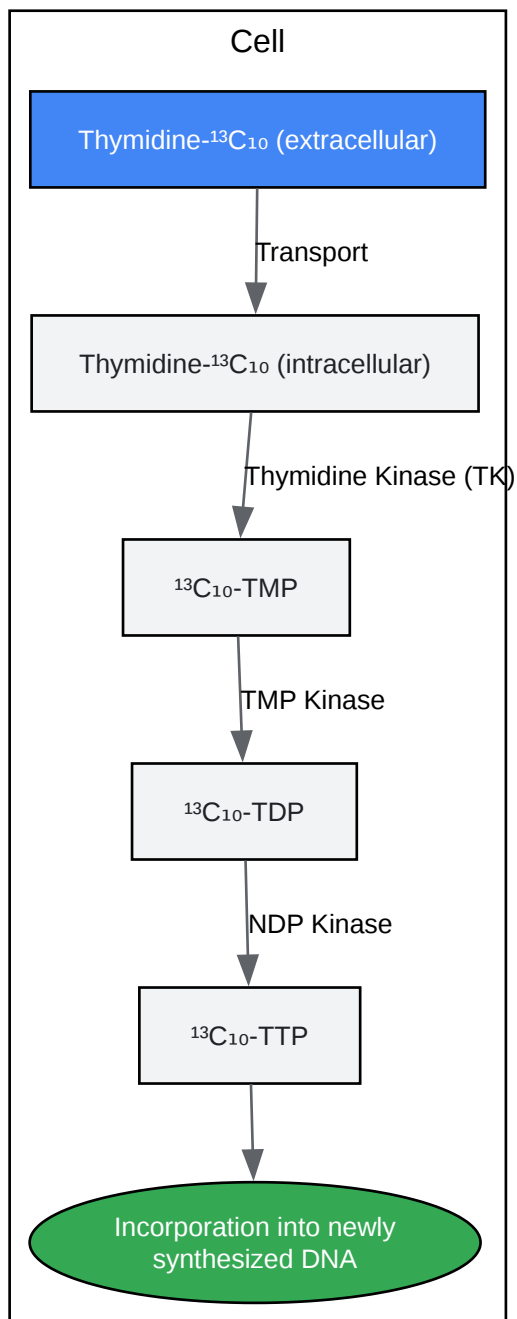 Cell
Thymidine-¹³C₁₀ (extracellular)
Transport
Thymidine-¹³C₁₀ (intracellular)
Thymidine Kinase (TK)
¹³C₁₀-TMP
TMP Kinase
¹³C₁₀-TDP
NDP Kinase
¹³C₁₀-TTP
Incorporation into newly
synthesized DNA